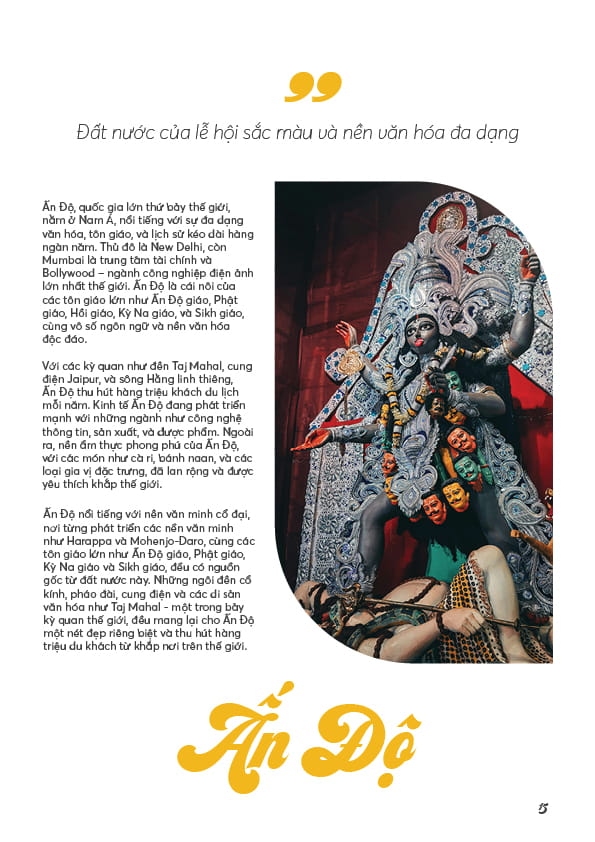 ”
Đất nước của lễ hội sắc màu và nền văn hóa đa dạng
Ấn Độ, quốc gia lớn thứ bảy thế giới,
nằm ở Nam Á, nổi tiếng với sự đa dạng
văn hóa, tôn giáo, và lịch sử kéo dài hàng
ngàn năm. Thủ đô là New Delhi, còn
Mumbai là trung tâm tài chính và
Bollywood – ngành công nghiệp điện ảnh
lớn nhất thế giới. Ấn Độ là cái nôi của
các tôn giáo lớn như Ấn Độ giáo, Phật
giáo, Hồi giáo, Kỳ Na giáo, và Sikh giáo,
cùng vô số ngôn ngữ và nền văn hóa
độc đáo.
Với các kỳ quan như đền Taj Mahal, cung
điện Jaipur, và sông Hằng linh thiêng,
Ấn Độ thu hút hàng triệu khách du lịch
mỗi năm. Kinh tế Ấn Độ đang phát triển
mạnh với những ngành như công nghệ
thông tin, sản xuất, và dược phẩm. Ngoài
ra, nền ẩm thực phong phú của Ấn Độ,
với các món như cà ri, bánh naan, và các
loại gia vị đặc trưng, đã lan rộng và được
yêu thích khắp thế giới.
Ấn Độ nổi tiếng với nền văn minh cổ đại,
nơi từng phát triển các nền văn minh
như Harappa và Mohenjo-Daro, cùng các
tôn giáo lớn như Ấn Độ giáo, Phật giáo,
Kỳ Na giáo và Sikh giáo, đều có nguồn
gốc từ đất nước này. Những ngôi đền cổ
kính, pháo đài, cung điện và các di sản
văn hóa như Taj Mahal - một trong bảy
kỳ quan thế giới, đều mang lại cho Ấn Độ
một nét đẹp riêng biệt và thu hút hàng
triệu du khách từ khắp nơi trên thế giới.
Ấn Độ
15